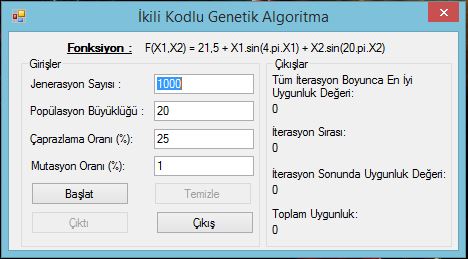 İkili Kodlu Genetik Algoritma
Fonksiyon : F(X1,X2) = 21,5 + X1.sin(4.pi.X1) + X2.sin(20.pi.X2)
Girişler
Jenerasyon Sayısı : 1000
Popülasyon Büyüklüğü : 20
Çaprazlama Oranı (%): 25
Mutasyon Oranı (%): 1
Başlat Temizle
Çıktı Çıkış
Çıkışlar
Tüm İterasyon Boyunca En İyi
Uygunluk Değeri:
0
İterasyon Sırası:
0
İterasyon Sonunda Uygunluk Değeri:
0
Toplam Uygunluk:
0